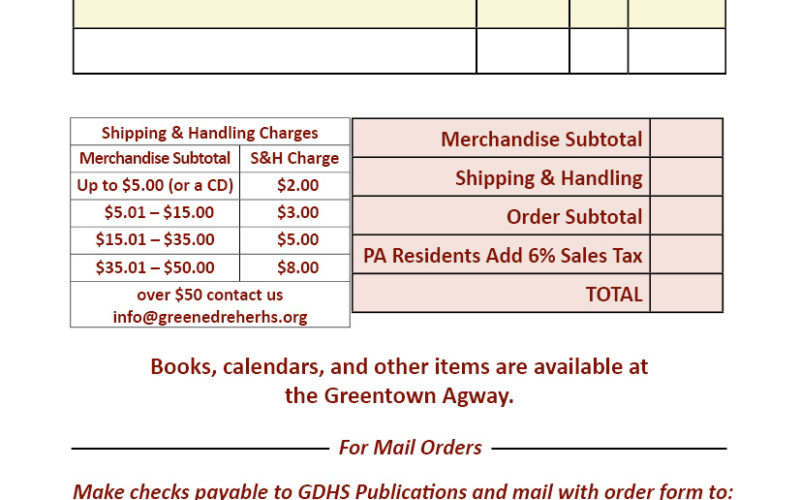 Shipping & Handling Charges
Merchandise Subtotal S&H Charge
Up to $5.00 (or a CD) $2.00
$5.01 – $15.00 $3.00
$15.01 – $35.00 $5.00
$35.01 – $50.00 $8.00
over $50 contact us
info@greenedreherhs.org
Merchandise Subtotal
Shipping & Handling
Order Subtotal
PA Residents Add 6% Sales Tax
TOTAL
Books, calendars, and other items are available at
the Greentown Agway.
For Mail Orders
Make checks payable to GDHS Publications and mail with order form to: